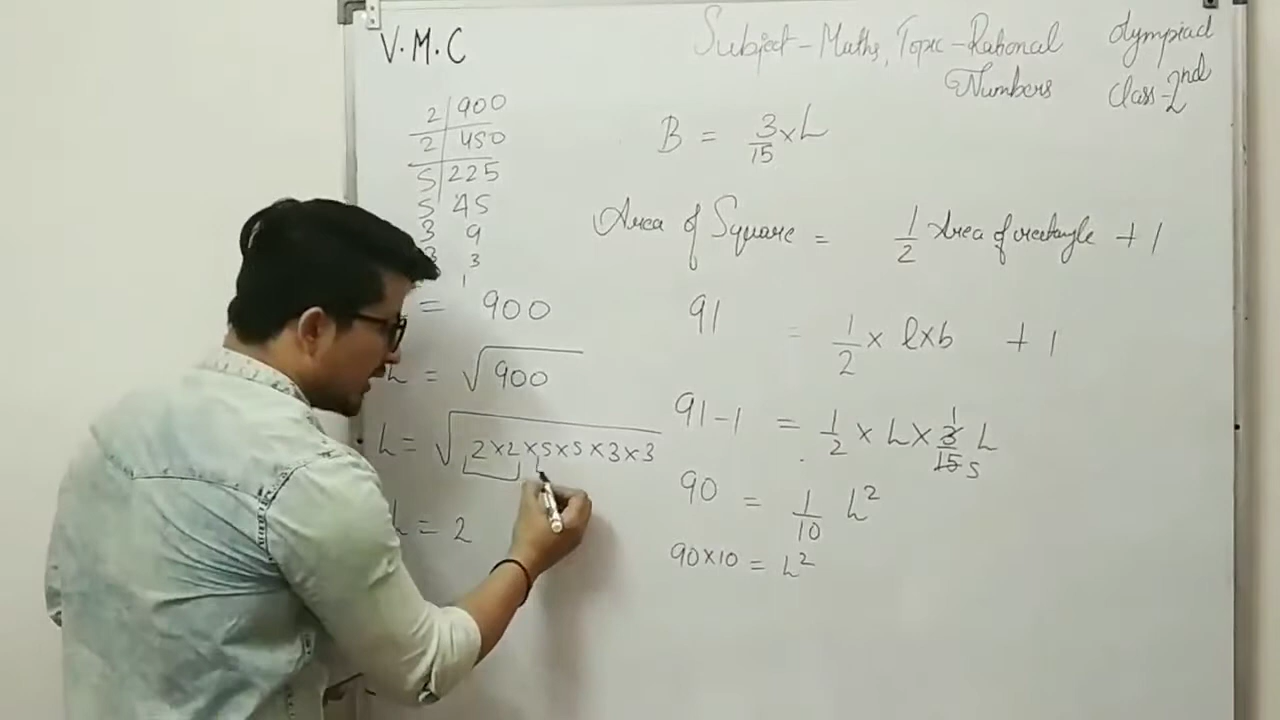 V.M.C
Subject - Maths, Topic - Rational Numbers
Olympiad
Class - 2nd
2 | 900
2 | 450
5 | 225
5 45
3 9
3 3
1
= 900
L = √900
L = √2×2×5×5×3×3
L = 2
B = 3/15 × L
Area of Square = 1/2 Area of rectangle + 1
91 = 1/2 × l×b + 1
91-1 = 1/2 × L × 3/15 L
1
5
90 = 1/10 L²
90×10 = L²